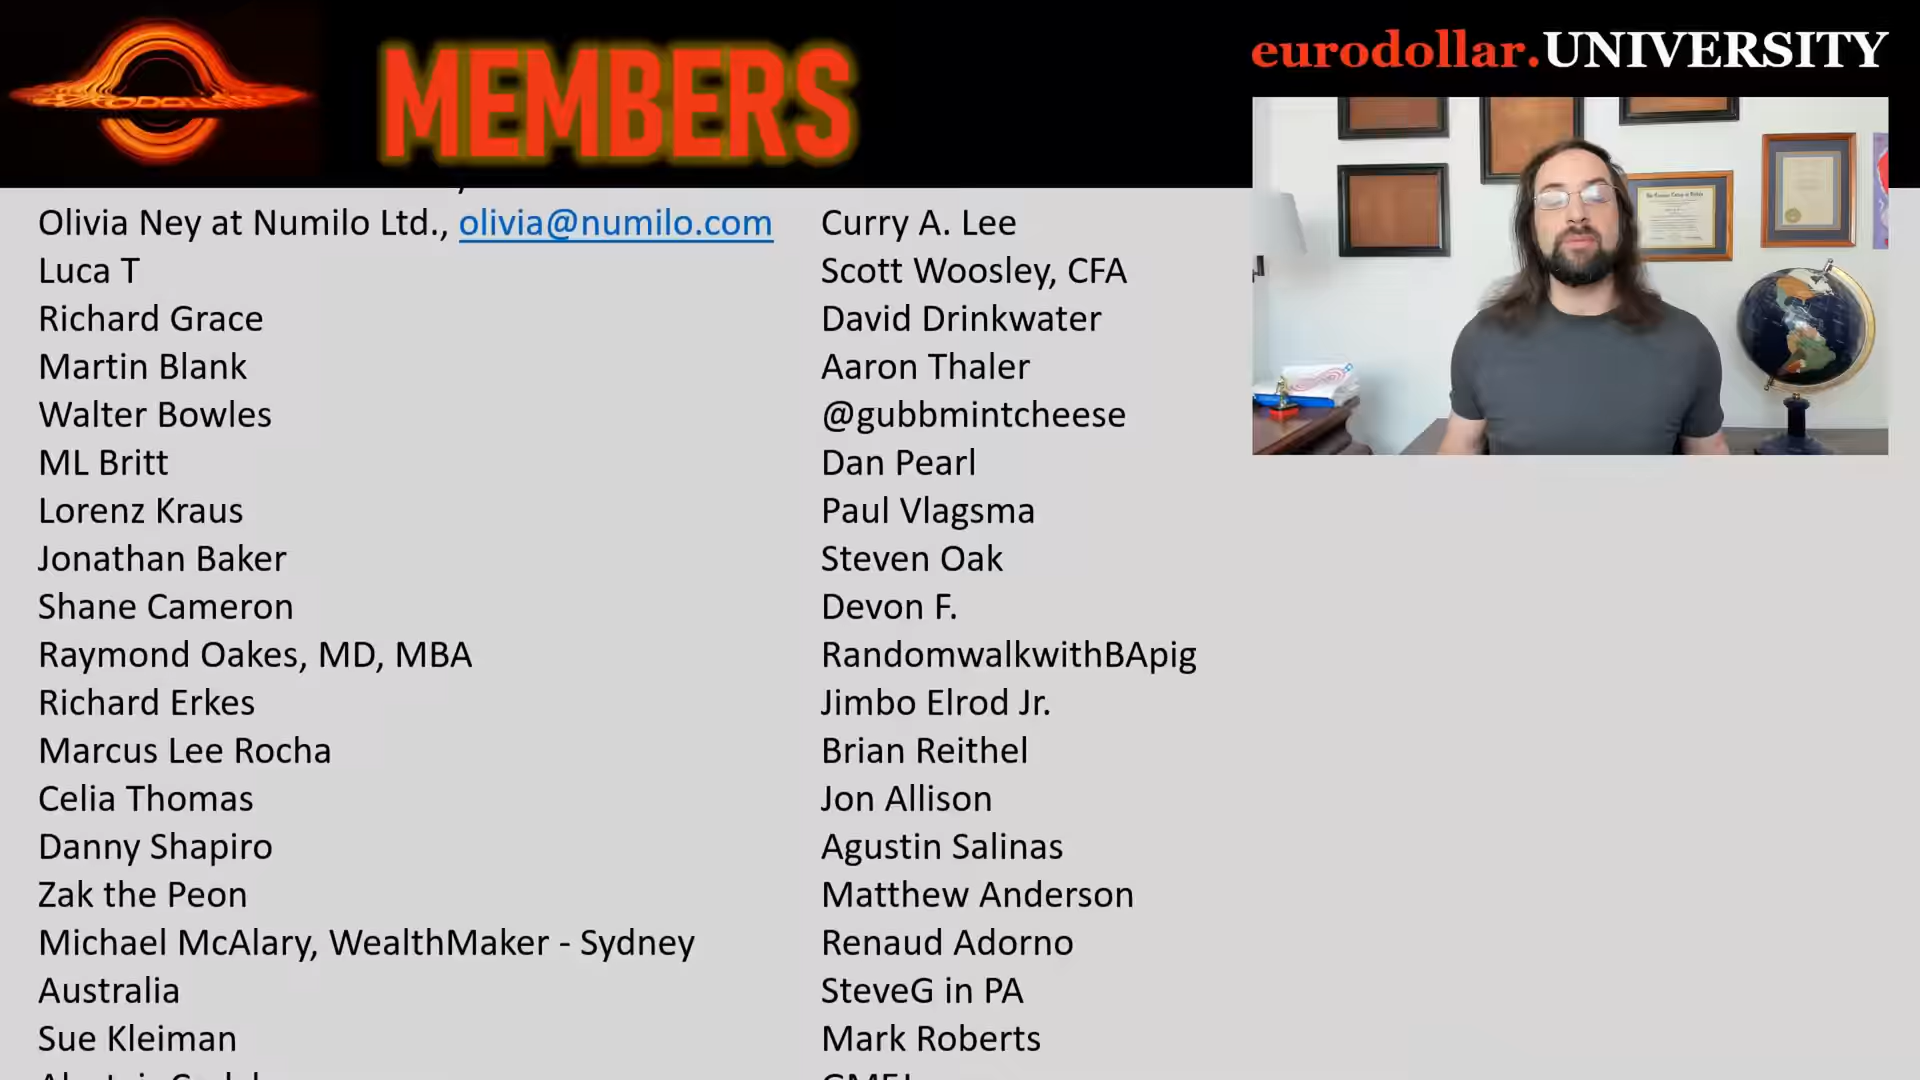 MEMBERS
eurodollar.UNIVERSITY
Olivia Ney at Numilo Ltd., olivia@numilo.com
Luca T
Richard Grace
Martin Blank
Walter Bowles
ML Britt
Lorenz Kraus
Jonathan Baker
Shane Cameron
Raymond Oakes, MD, MBA
Richard Erkes
Marcus Lee Rocha
Celia Thomas
Danny Shapiro
Zak the Peon
Michael McAlary, WealthMaker - Sydney
Australia
Sue Kleiman
Curry A. Lee
Scott Woosley, CFA
David Drinkwater
Aaron Thaler
@gubbmintcheese
Dan Pearl
Paul Vlagsma
Steven Oak
Devon F.
RandomwalkwithBApig
Jimbo Elrod Jr.
Brian Reithel
Jon Allison
Agustin Salinas
Matthew Anderson
Renaud Adorno
SteveG in PA
Mark Roberts